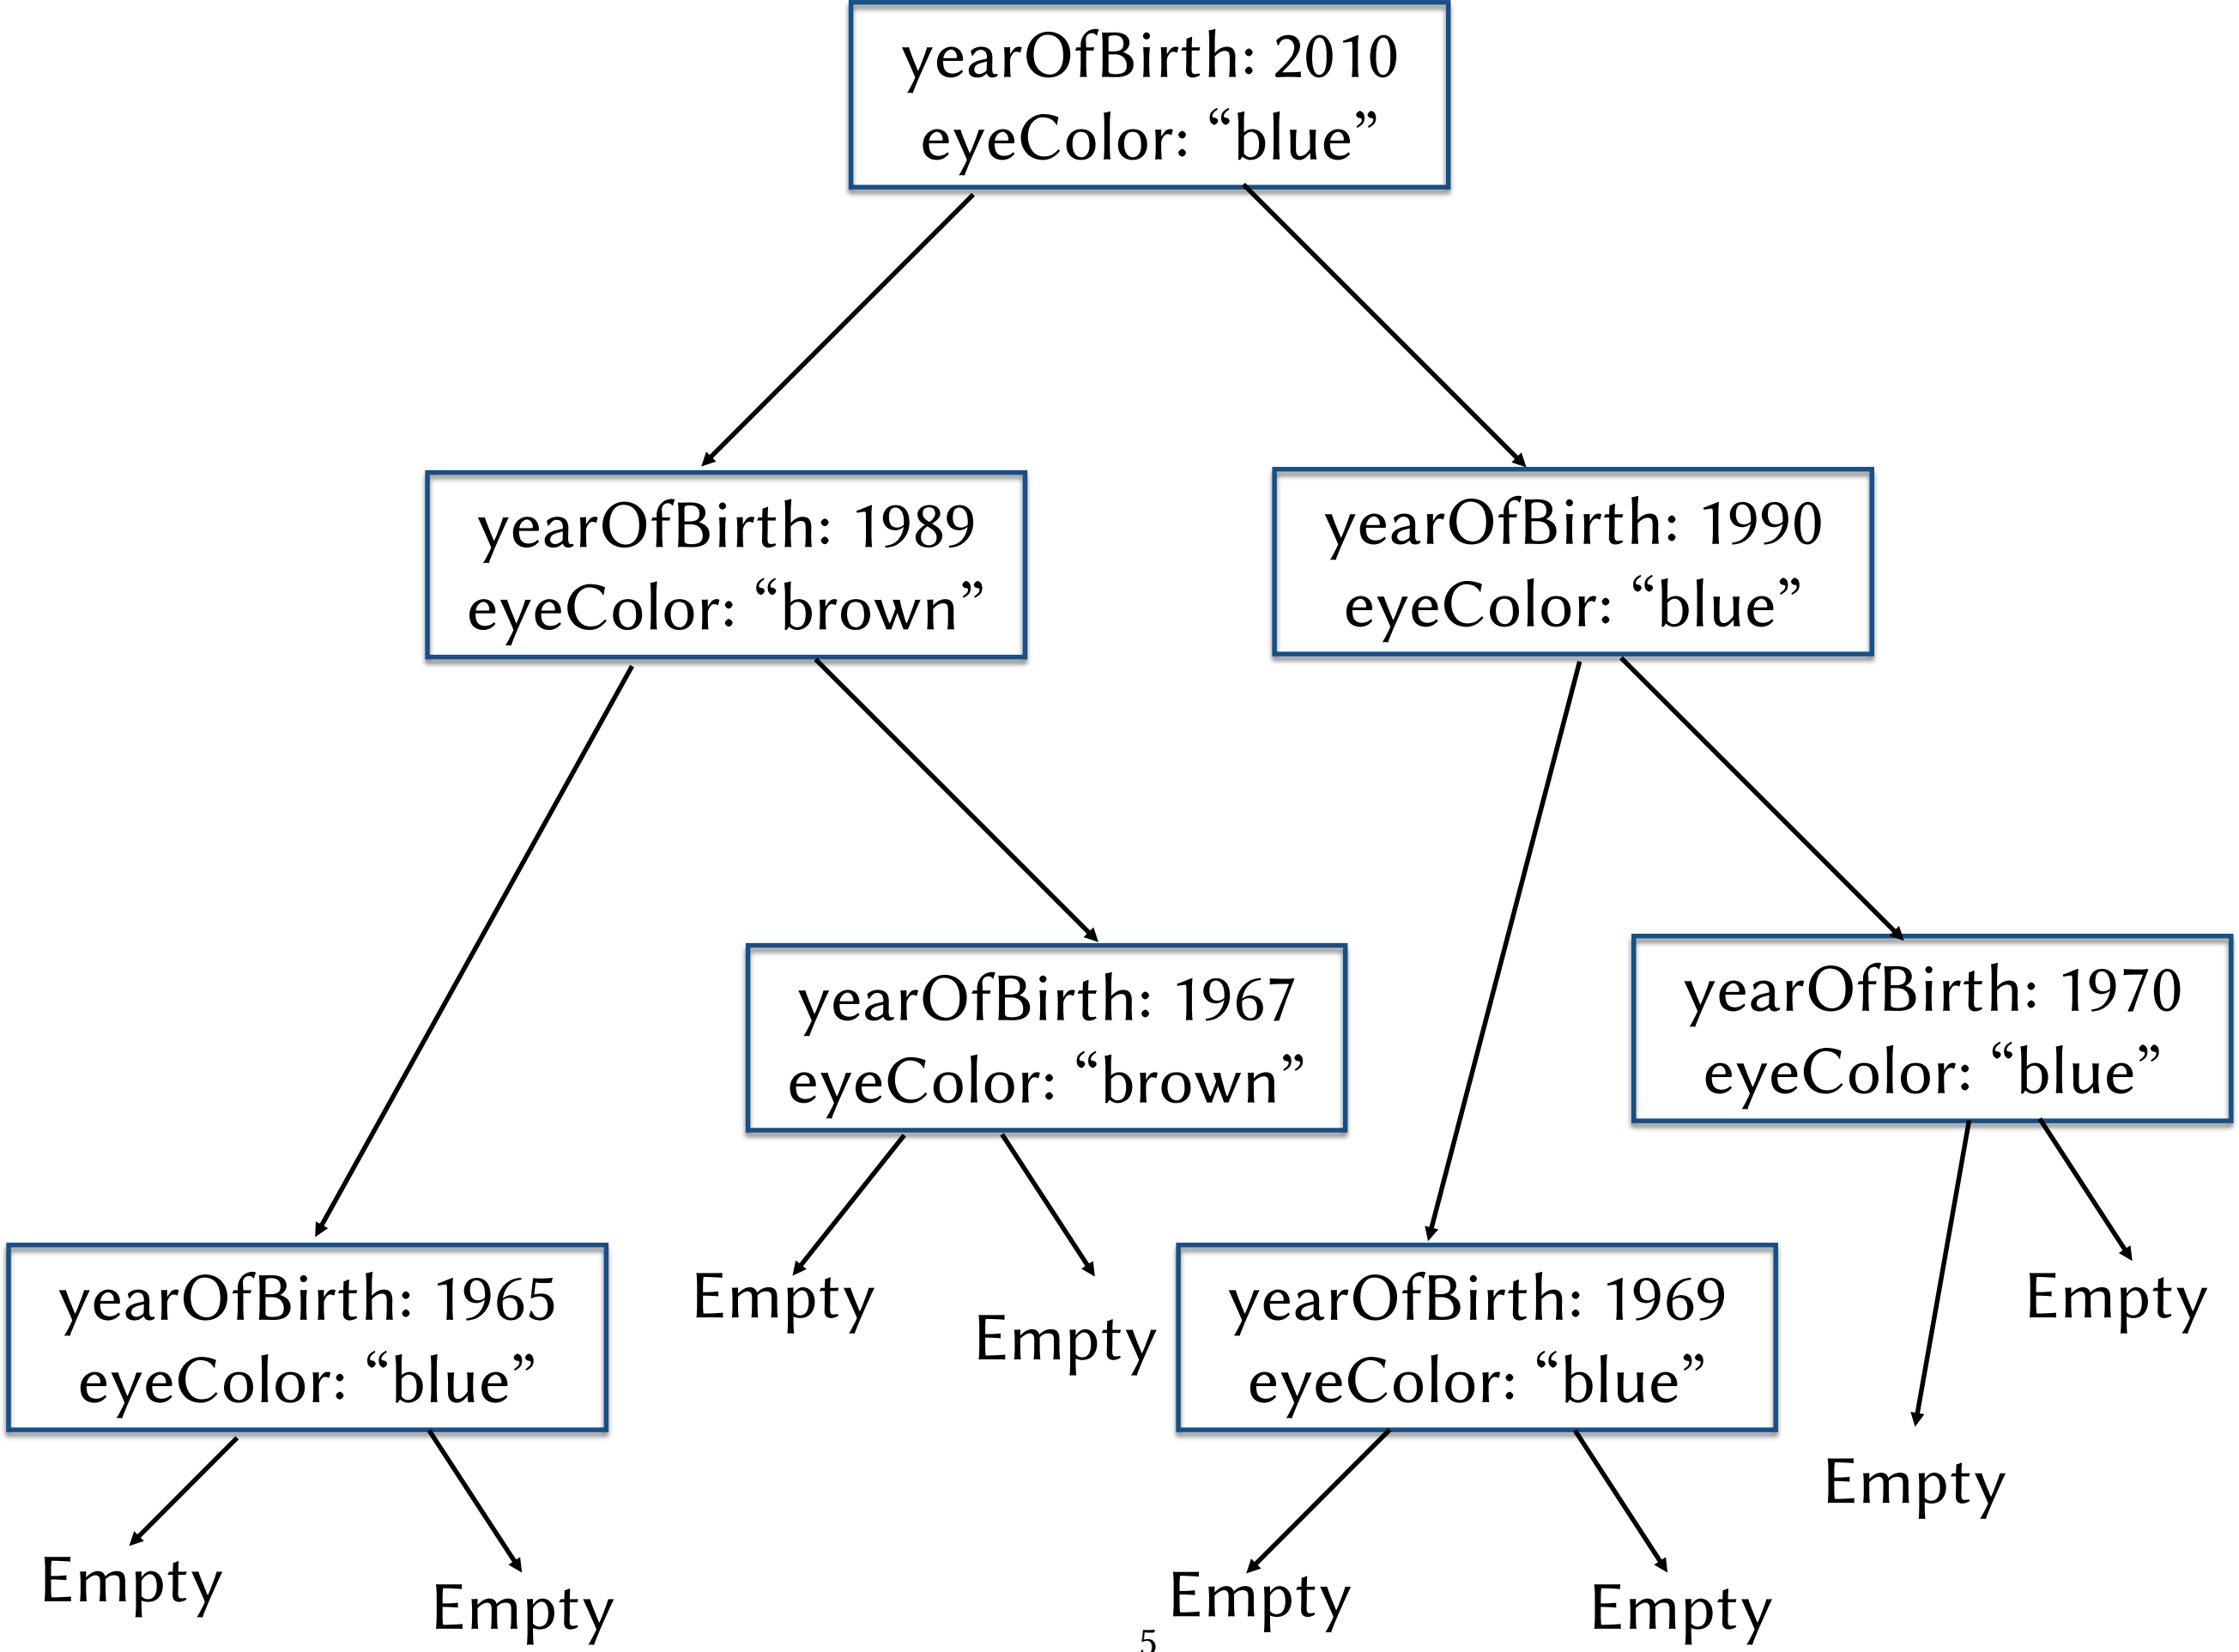 yearOfBirth: 2010
eyeColor: “blue”
yearOfBirth: 1989
eyeColor: “brown”
yearOfBirth: 1990
eyeColor: “blue”
yearOfBirth: 1967
eyeColor: “brown”
yearOfBirth: 1970
eyeColor: “blue”
yearOfBirth: 1965
eyeColor: “blue”
Empty
Empty
yearOfBirth: 1969
eyeColor: “blue”
Empty
Empty
Empty
Empty
Empty
Empty
5